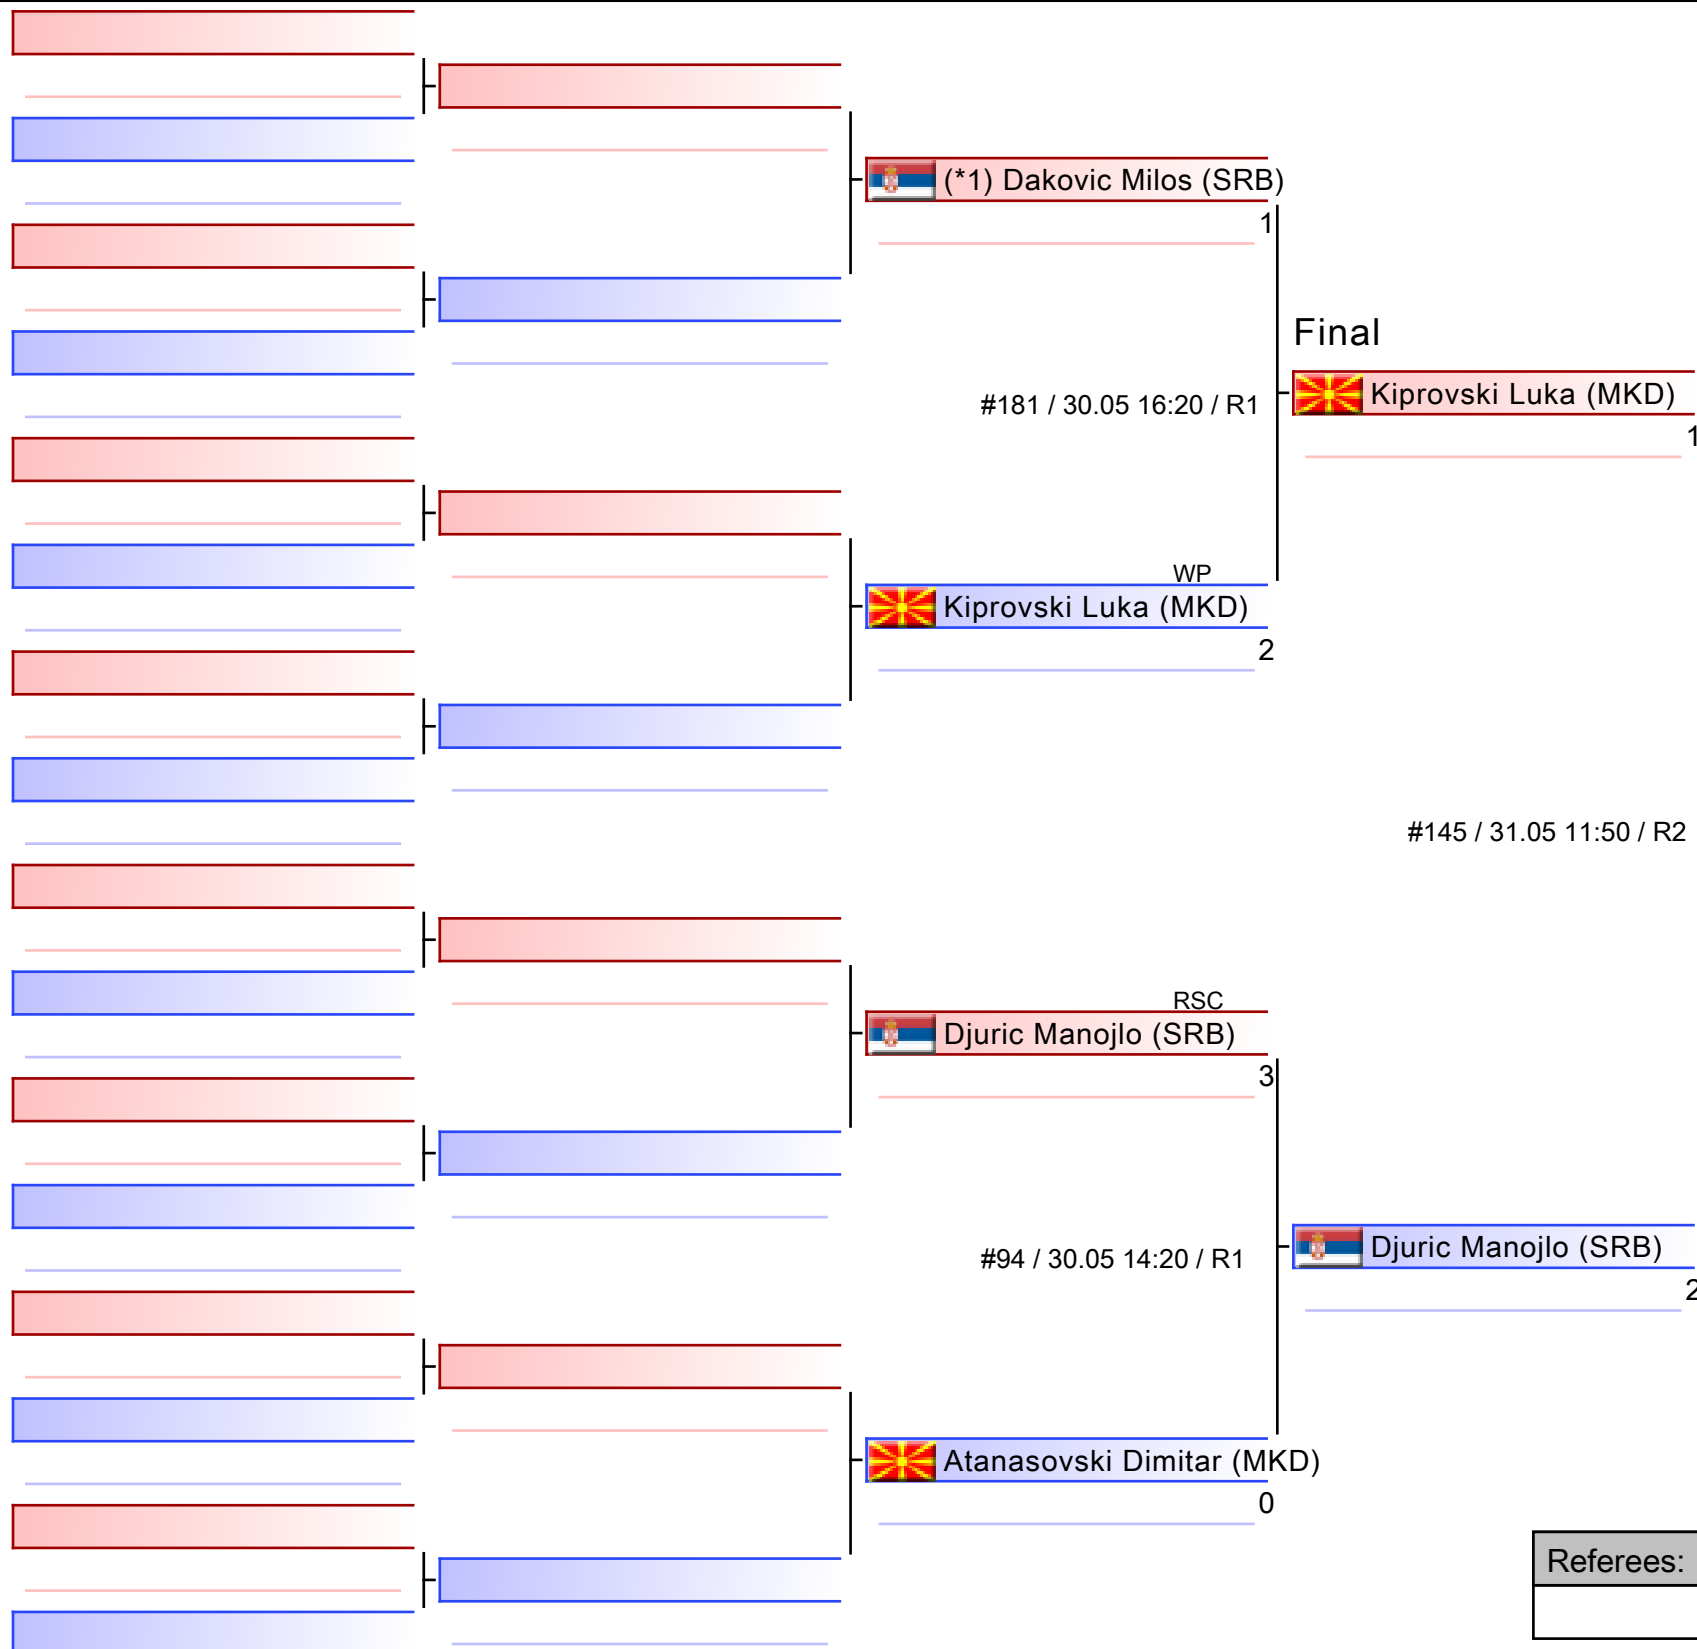 (*1) Dakovic Milos (SRB)
1
Final
#181 / 30.05 16:20 / R1
Kiprovski Luka (MKD)
1
WP
Kiprovski Luka (MKD)
2
#145 / 31.05 11:50 / R2
RSC
Djuric Manojlo (SRB)
3
#94 / 30.05 14:20 / R1
Djuric Manojlo (SRB)
2
Atanasovski Dimitar (MKD)
0
Referees: